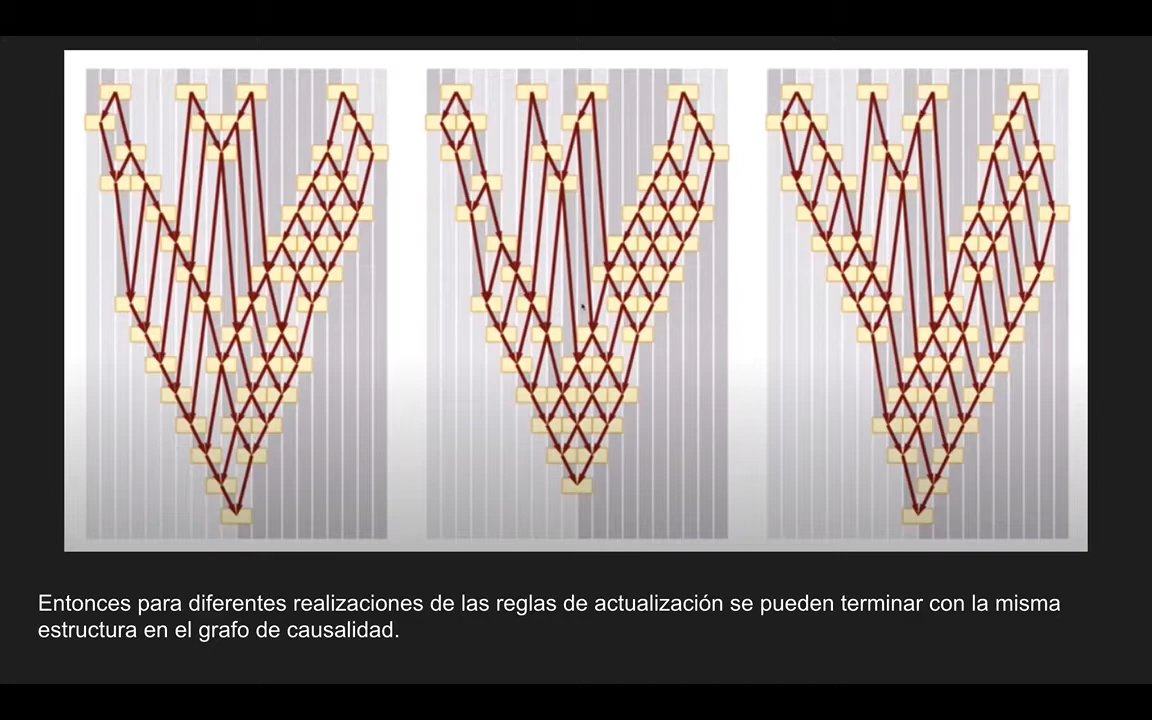 Entonces para diferentes realizaciones de las reglas de actualización se pueden terminar con la misma
estructura en el grafo de causalidad.